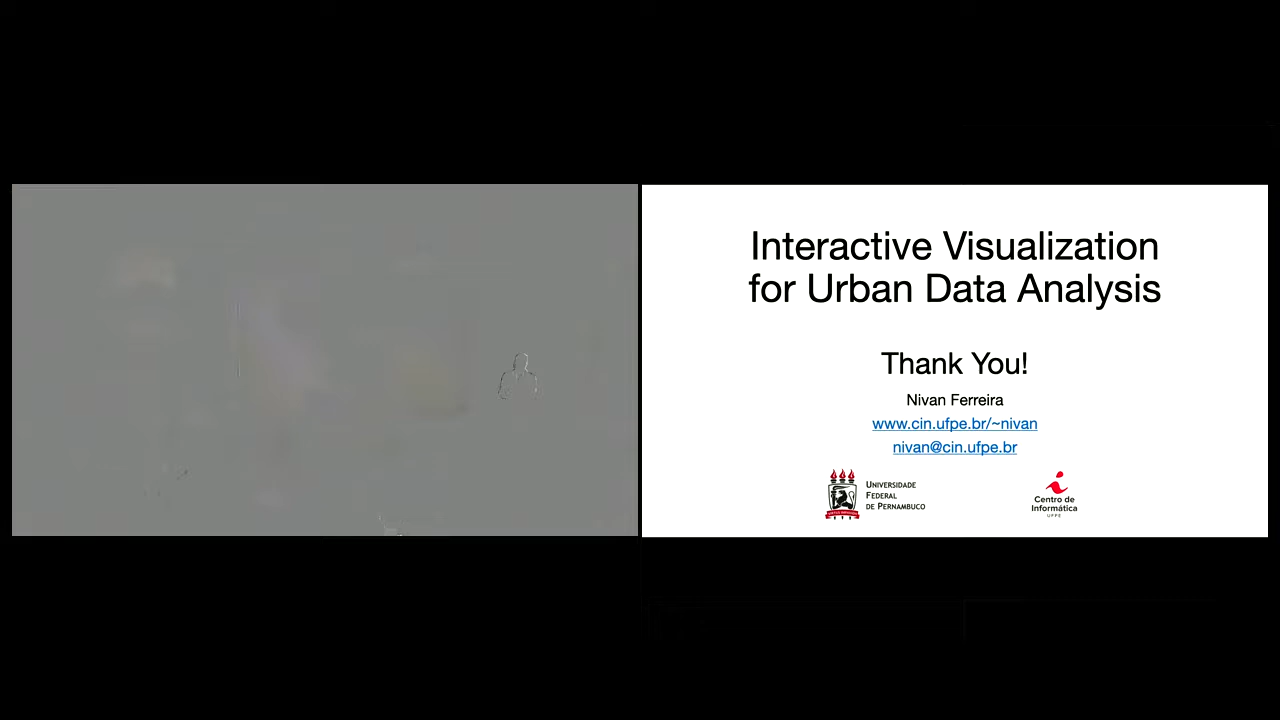 Interactive Visualization
for Urban Data Analysis
Thank You!
Nivan Ferreira
www.cin.ufpe.br/~nivan
nivan@cin.ufpe.br
UNIVERSIDADE
FEDERAL
DE PERNAMBUCO
Centro de
Informática
UFPE